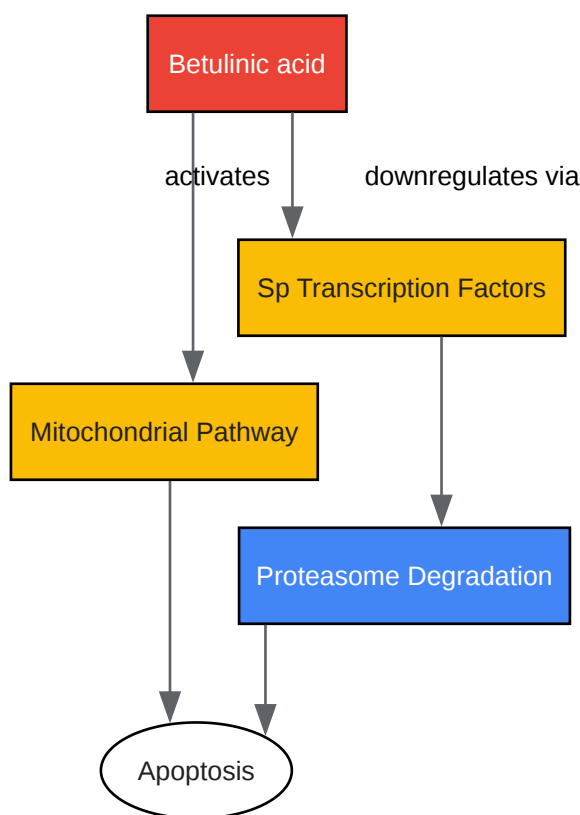 Betulinic acid
activates
downregulates via
Sp Transcription Factors
Mitochondrial Pathway
Proteasome Degradation
Apoptosis